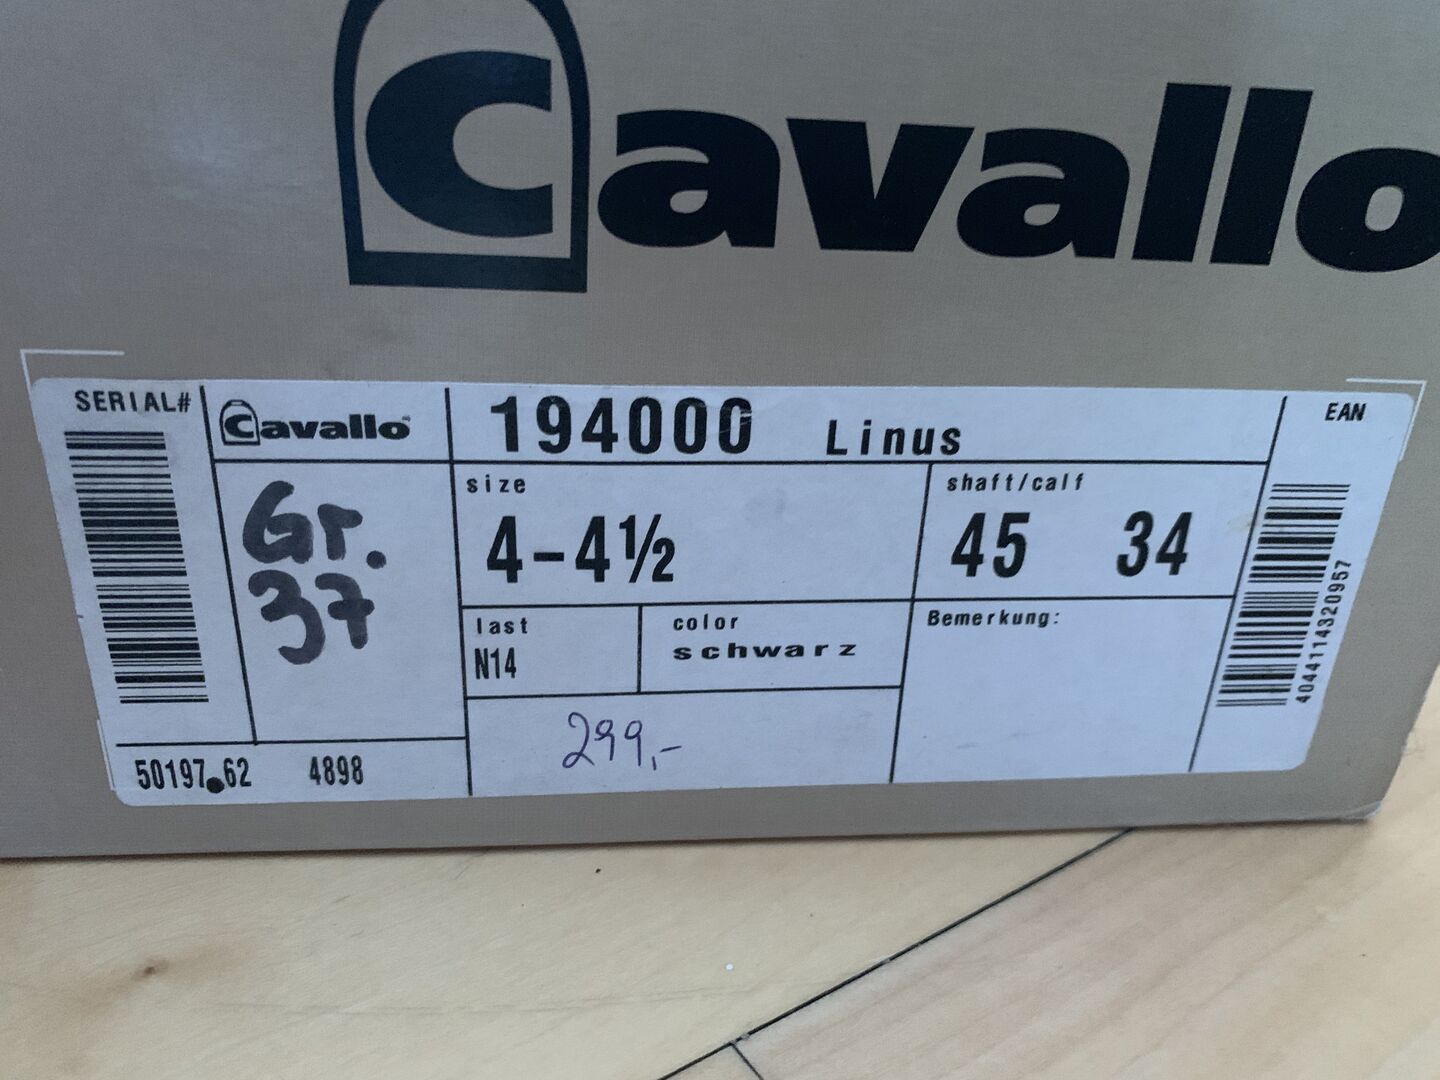 Cavallo
SERIAL#
Cavallo
194000 Linus
EAN
Gr.
37
size
4-4½
shaft/calf
45 34
last
N14
color
schwarz
Bemerkung:
299,-
50197.62 4898
4044114320957